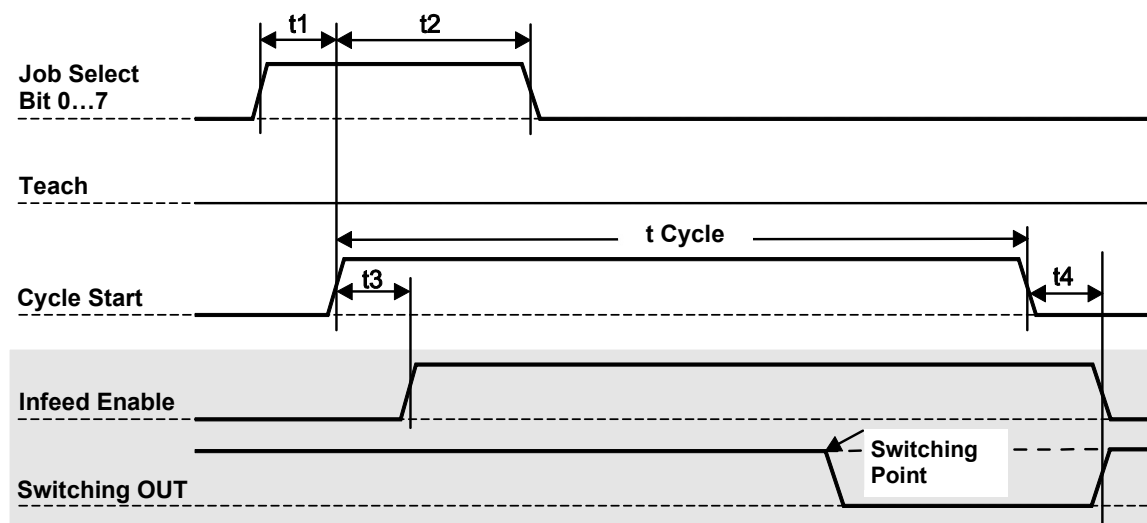 t1
t2
Job Select
Bit 0…7
Teach
t Cycle
t3
Cycle Start
t4
Infeed Enable
Switching
Point
Switching OUT